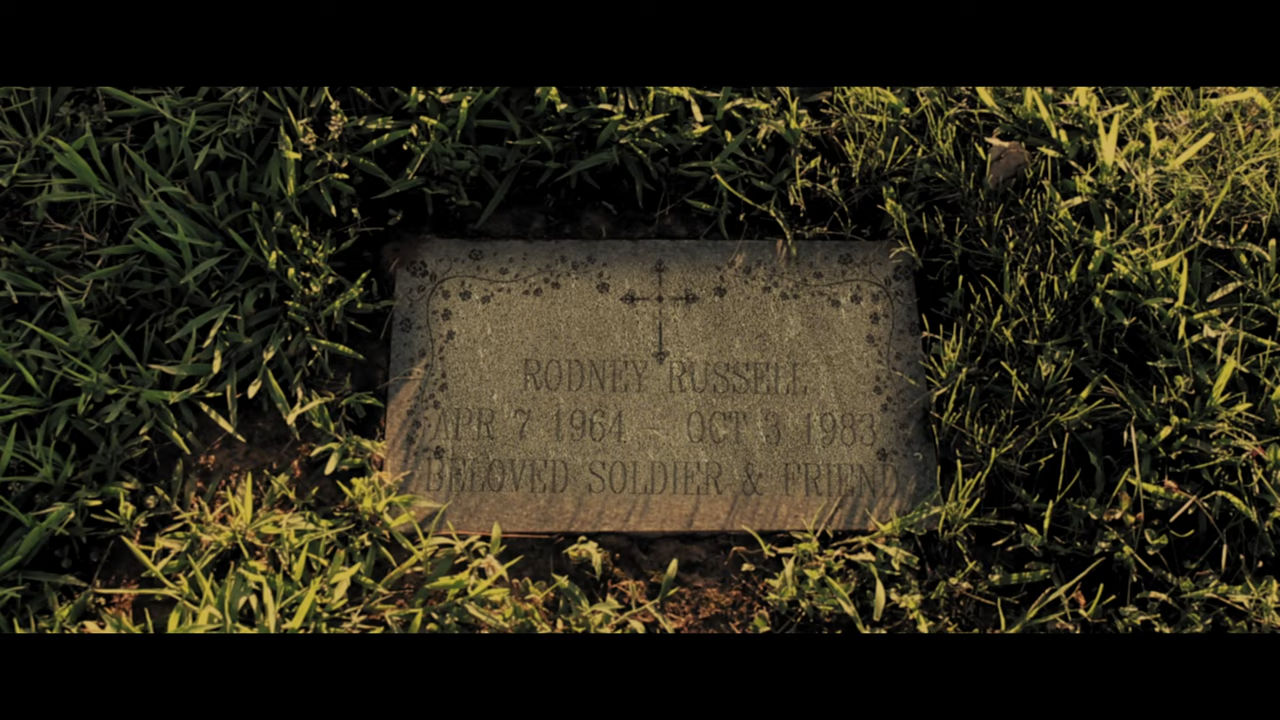 RODNEY RUSSELL
APR 7 1964 – OCT 3 1983
BELOVED SOLDIER & FRIEND